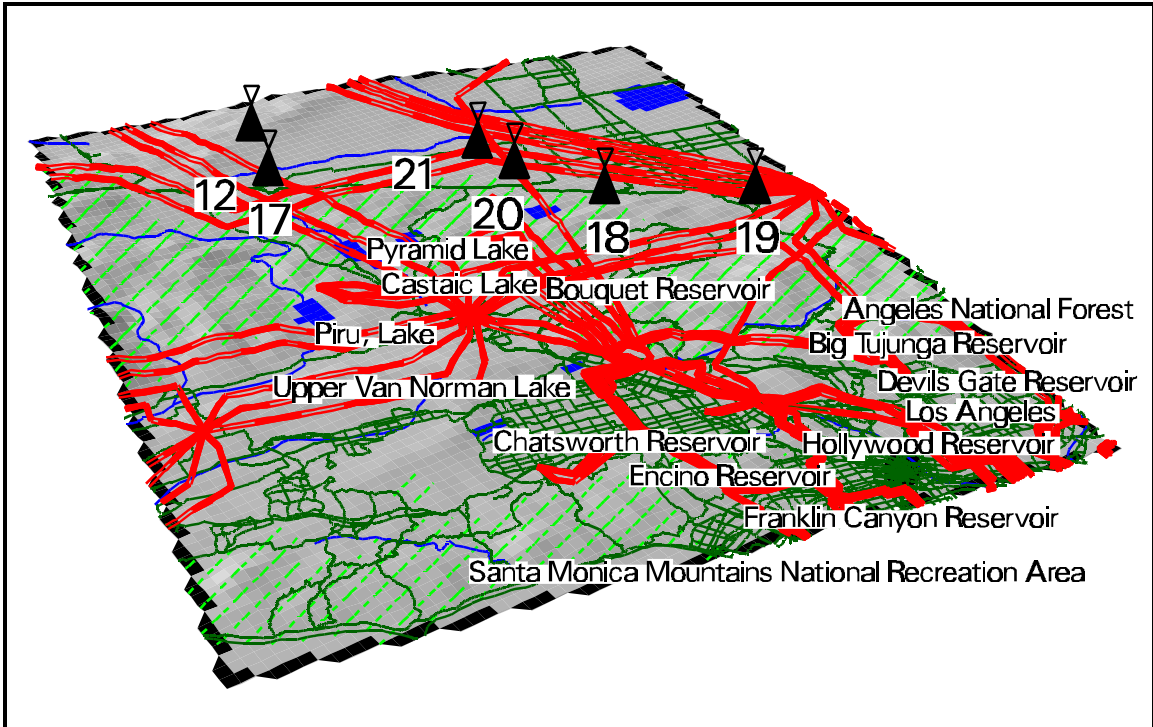 21
12
17
20
18
19
Pyramid Lake
Castaic Lake
Bouquet Reservoir
Angeles National Forest
Piru, Lake
Big Tujunga Reservoir
Upper Van Norman Lake
Devils Gate Reservoir
Los Angeles
Chatsworth Reservoir
Hollywood Reservoir
Encino Reservoir
Franklin Canyon Reservoir
Santa Monica Mountains National Recreation Area